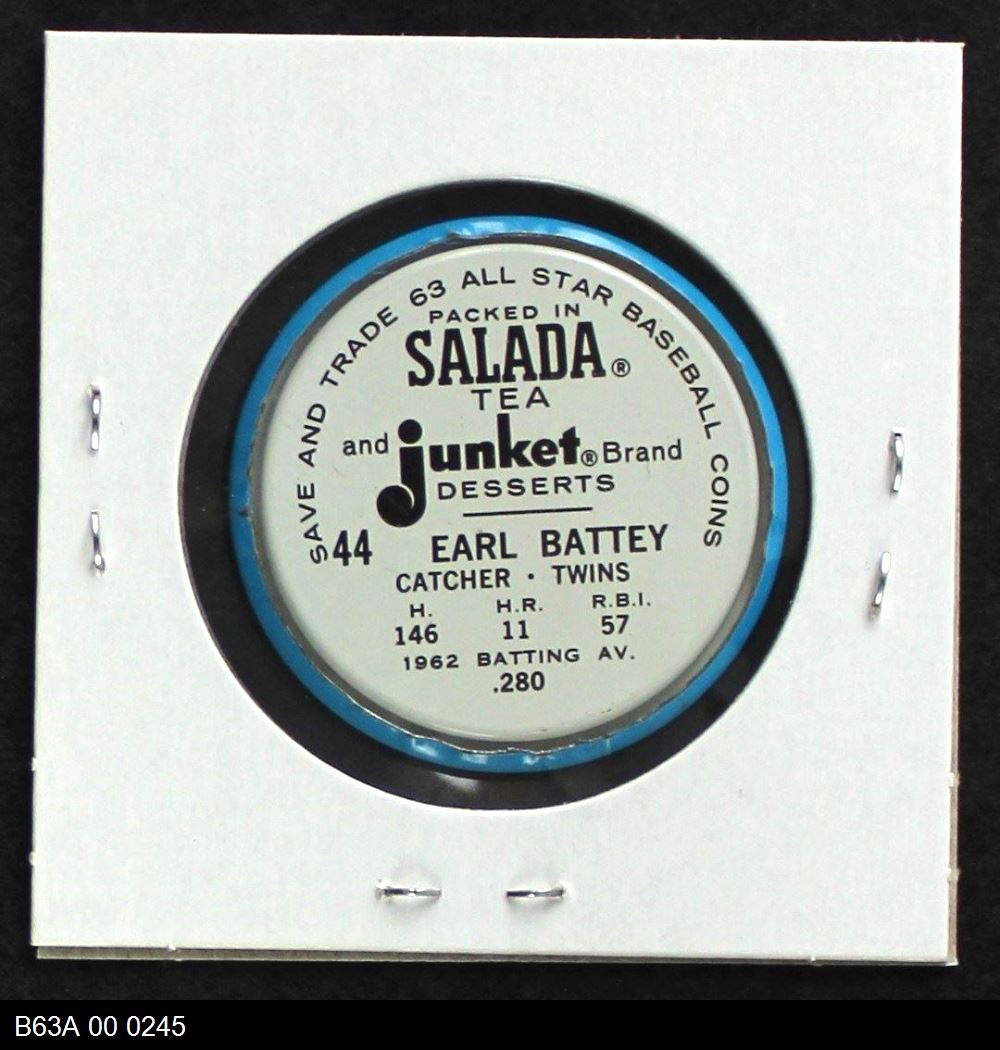 SAVE AND TRADE 63 ALL STAR BASEBALL COINS
PACKED IN
SALADA®
TEA
and junket® Brand
DESSERTS
44 EARL BATTEY
CATCHER · TWINS
H. H.R. R.B.I.
146 11 57
1962 BATTING AV.
.280
B63A 00 0245